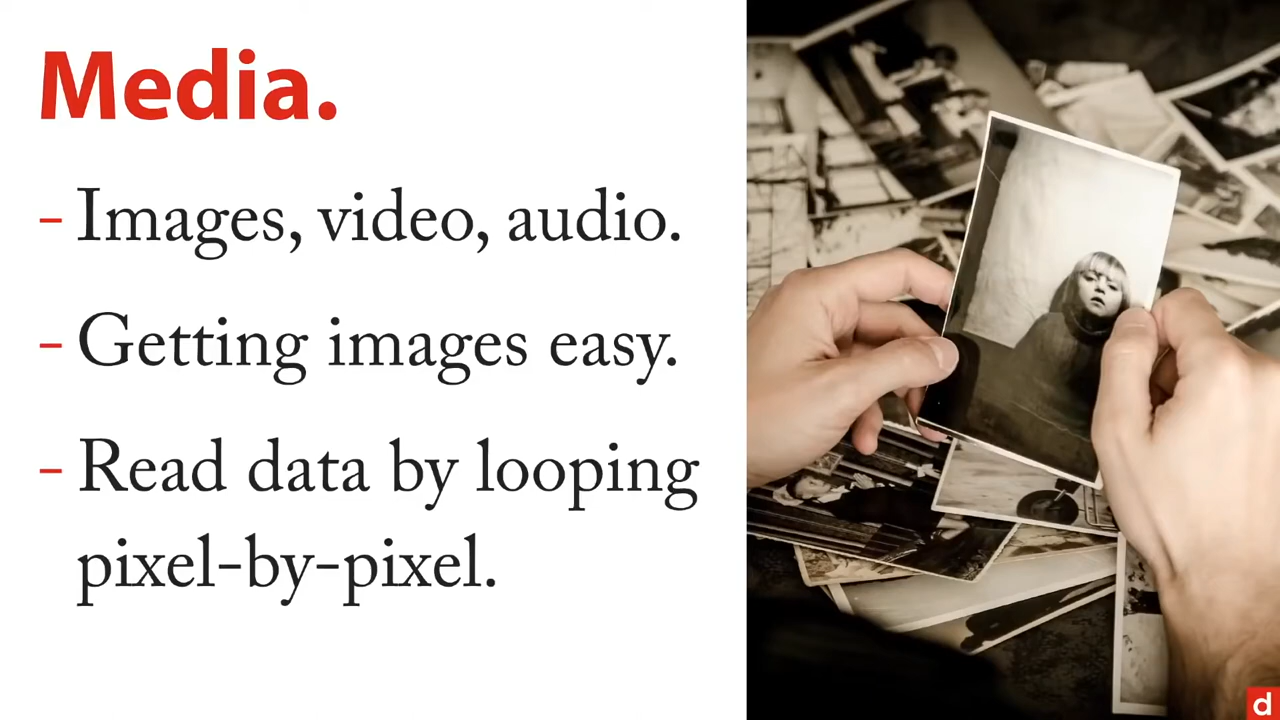 Media.
- Images, video, audio.
- Getting images easy.
- Read data by looping
pixel-by-pixel.
d